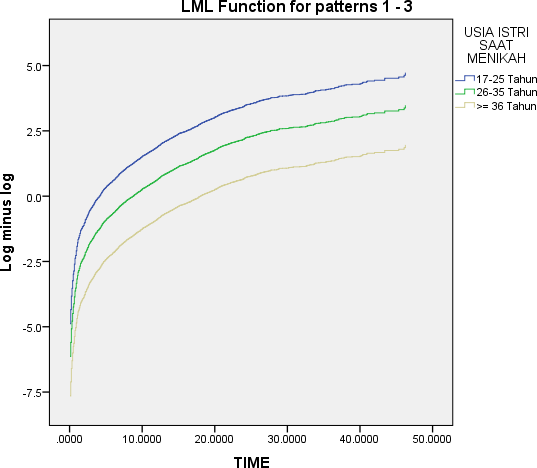 LML Function for patterns 1 - 3
USIA ISTRI
SAAT
MENIKAH
17-25 Tahun
26-35 Tahun
>= 36 Tahun
Log minus log
5.0
2.5
0.0
-2.5
-5.0
-7.5
.0000 10.0000 20.0000 30.0000 40.0000 50.0000
TIME